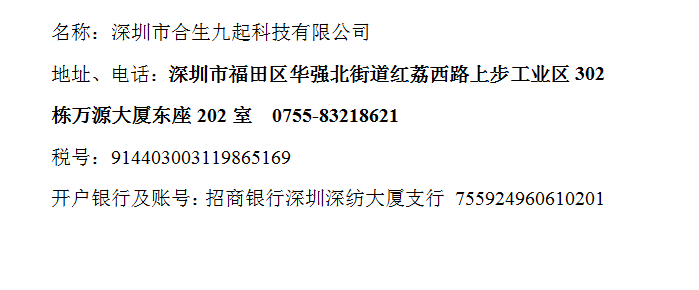 名称：深圳市合生九起科技有限公司
地址、电话：深圳市福田区华强北街道红荔西路上步工业区 302
栋万源大厦东座 202 室　0755-83218621
税号：914403003119865169
开户银行及账号：招商银行深圳深纺大厦支行 755924960610201